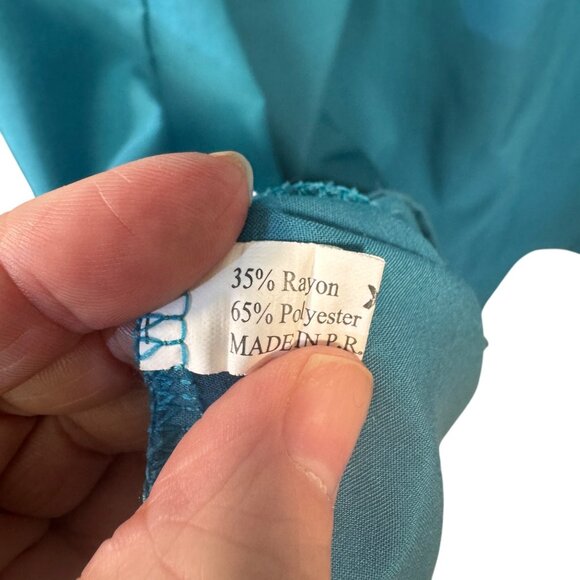 35% Rayon
65% Polyester
MADE IN P.R.